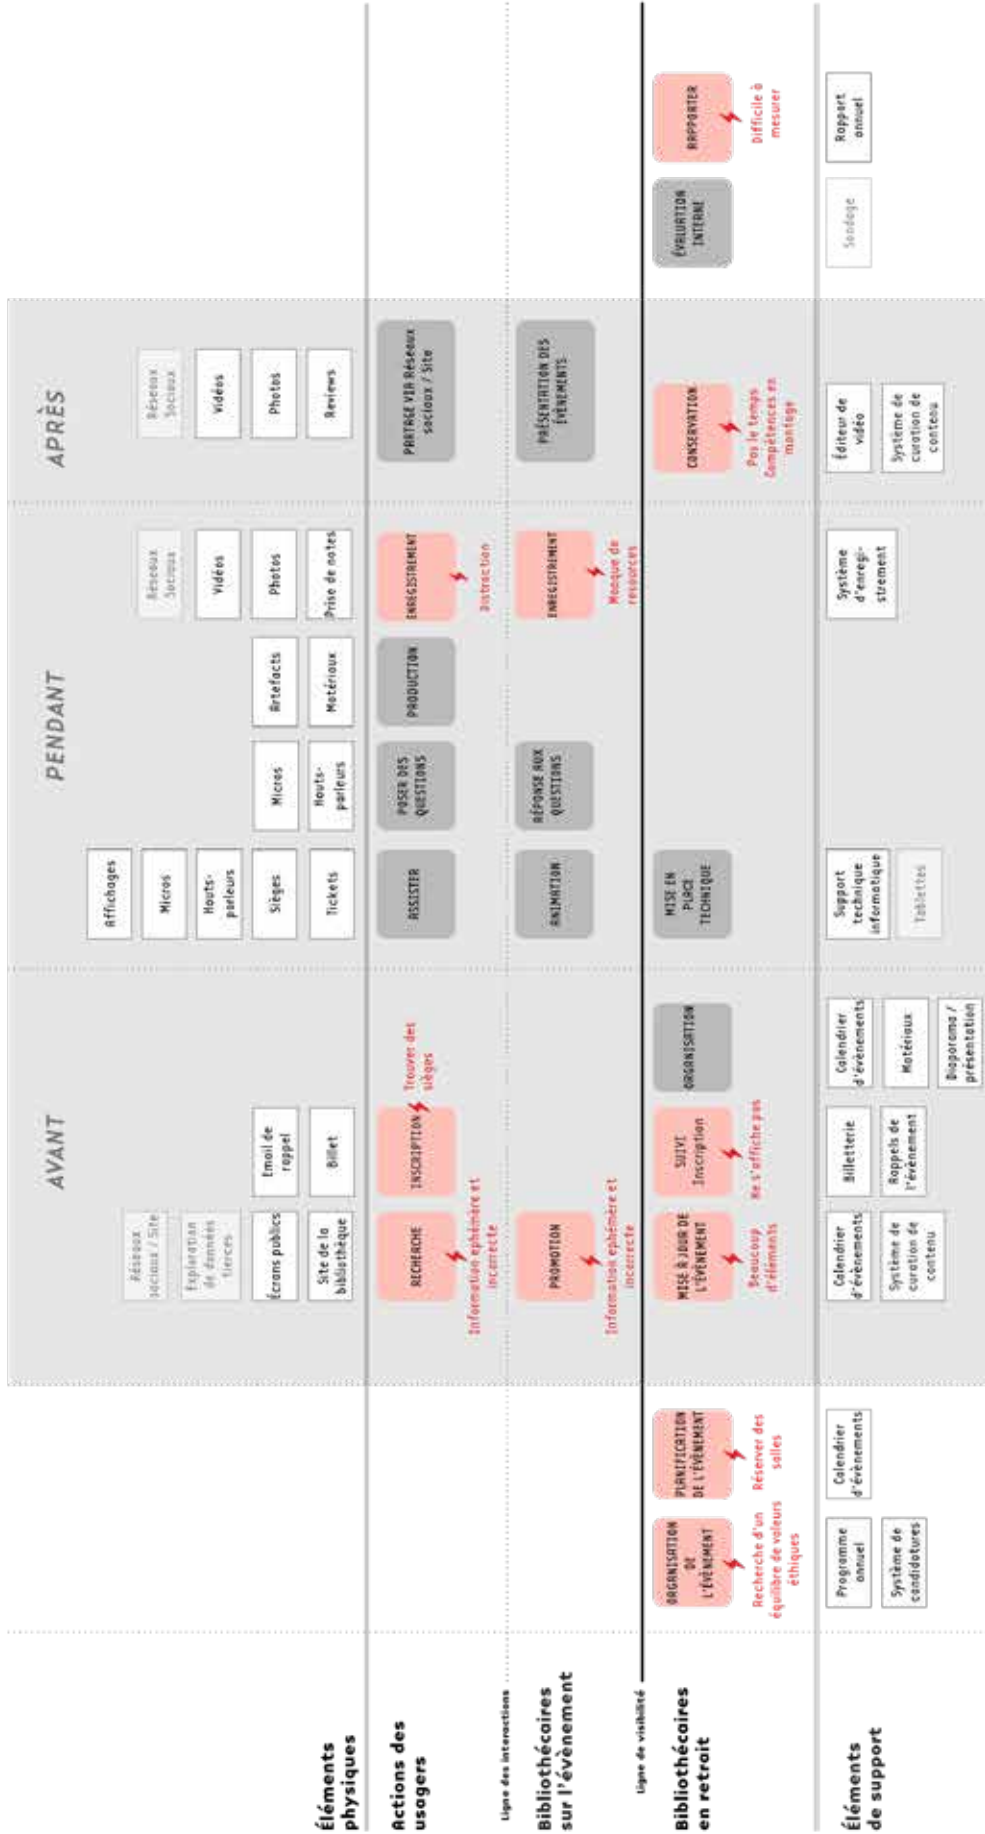 AVANT
PENDANT
APRÈS
Éléments
physiques
Réseaux
sociaux / Site
Exploration
de données
tierces
Écrans publics
Site de la
bibliothèque
Email de
rappel
Billet
Affichages
Micros
Hauts-
parleurs
Sièges
Tickets
Micros
Hauts-
parleurs
Artefacts
Matériaux
Réseaux
Sociaux
Vidéos
Photos
Prise de notes
Réseaux
Sociaux
Vidéos
Photos
Reviews
Actions des
usagers
RECHERCHE
Information ephémère et
incorrecte
INSCRIPTION
Trouver des
sièges
ASSISTER
POSER DES
QUESTIONS
PRODUCTION
ENREGISTREMENT
Distraction
PARTAGE VIA Réseaux
sociaux / Site
Ligne des interactions
Bibliothécaires
sur l'évènement
PROMOTION
Information ephémère et
incorrecte
ANIMATION
RÉPONSE AUX
QUESTIONS
ENREGISTREMENT
Manque de
resources
PRÉSENTATION DES
ÉVÈNEMENTS
Ligne de visibilité
Bibliothécaires
en retrait
ORGANISATION
DE
L'ÉVÈNEMENT
Recherche d'un
équilibre de valeurs
éthiques
PLANIFICATION
DE L'ÉVÈNEMENT
Réserver des
salles
MISE À JOUR DE
L'ÉVÈNEMENT
Beaucoup
d'éléments
SUIVI
Inscription
Ne s'affiche pas
ORGANISATION
MISE EN
PLACE
TECHNIQUE
CONSERVATION
Pas le temps
Compétences en
montage
ÉVALUATION
INTERNE
RAPPORTER
Difficile à
mesurer
Éléments
de support
Programme
annuel
Système de
candidatures
Calendrier
d'évènements
Calendrier
d'évènements
Système de
curation de
contenu
Billetterie
Rappels de
l'évènement
Calendrier
d'évènements
Matériaux
Diaporama /
présentation
Support
technique
informatique
Tablettes
Système
d'enregi-
strement
Éditeur de
vidéo
Système de
curation de
contenu
Sondage
Rapport
annuel